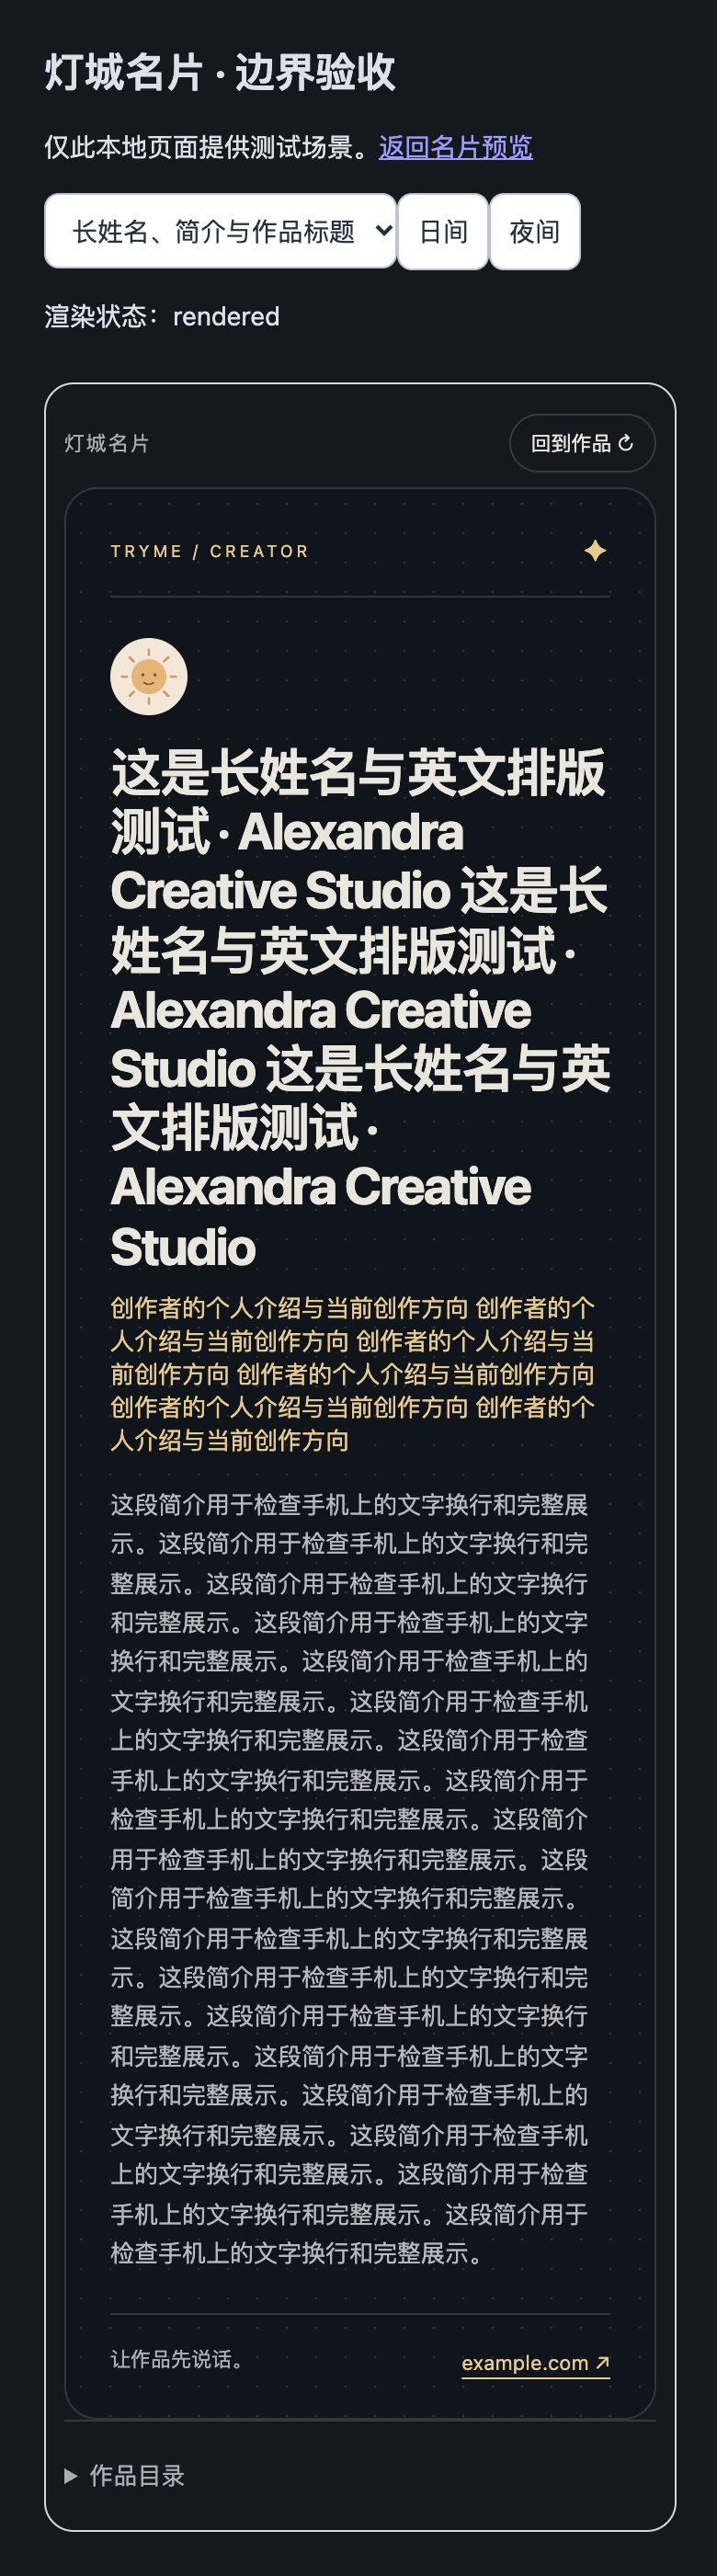 灯城名片 · 边界验收
仅此本地页面提供测试场景。返回名片预览
长姓名、简介与作品标题 日间 夜间
渲染状态：rendered
灯城名片 回到作品 ↻
TRYME / CREATOR
这是长姓名与英文排版
测试 · Alexandra
Creative Studio 这是长
姓名与英文排版测试 ·
Alexandra Creative
Studio 这是长姓名与英
文排版测试 ·
Alexandra Creative
Studio
创作者的个人介绍与当前创作方向 创作者的个
人介绍与当前创作方向 创作者的个人介绍与当
前创作方向 创作者的个人介绍与当前创作方向
创作者的个人介绍与当前创作方向 创作者的个
人介绍与当前创作方向
这段简介用于检查手机上的文字换行和完整展
示。这段简介用于检查手机上的文字换行和完
整展示。这段简介用于检查手机上的文字换行
和完整展示。这段简介用于检查手机上的文字
换行和完整展示。这段简介用于检查手机上的
文字换行和完整展示。这段简介用于检查手机
上的文字换行和完整展示。这段简介用于检查
手机上的文字换行和完整展示。这段简介用于
检查手机上的文字换行和完整展示。这段简介
用于检查手机上的文字换行和完整展示。这段
简介用于检查手机上的文字换行和完整展示。
这段简介用于检查手机上的文字换行和完整展
示。这段简介用于检查手机上的文字换行和完
整展示。这段简介用于检查手机上的文字换行
和完整展示。这段简介用于检查手机上的文字
换行和完整展示。这段简介用于检查手机上的
文字换行和完整展示。这段简介用于检查手机
上的文字换行和完整展示。这段简介用于检查
手机上的文字换行和完整展示。这段简介用于
检查手机上的文字换行和完整展示。
让作品先说话。 example.com ↗
▶ 作品目录